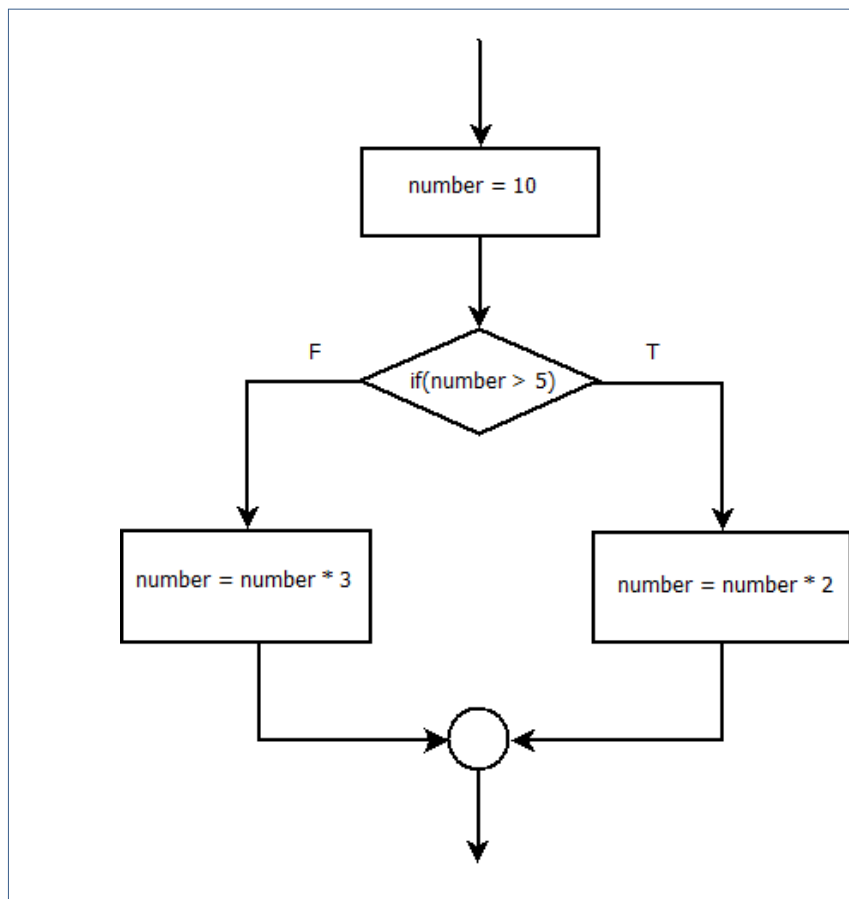 number = 10
F
T
if(number > 5)
number = number * 3
number = number * 2